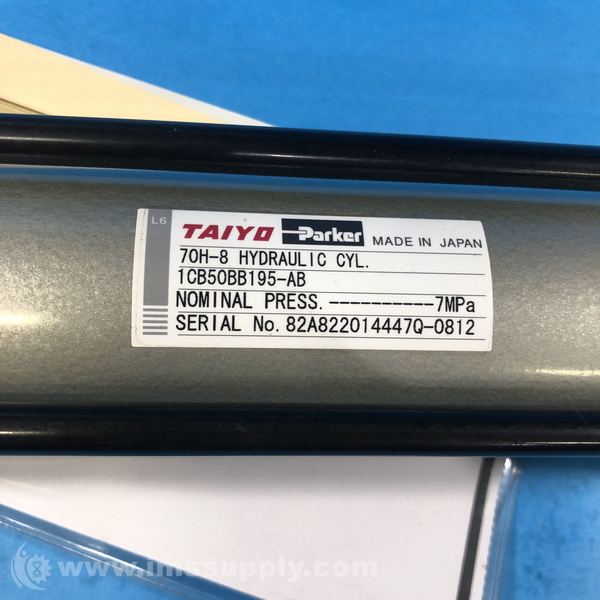 L6
TAIYO Parker MADE IN JAPAN
70H-8 HYDRAULIC CYL.
1CB50BB195-AB
NOMINAL PRESS.----------7MPa
SERIAL No. 82A822014447Q-0812
www.imssupply.com